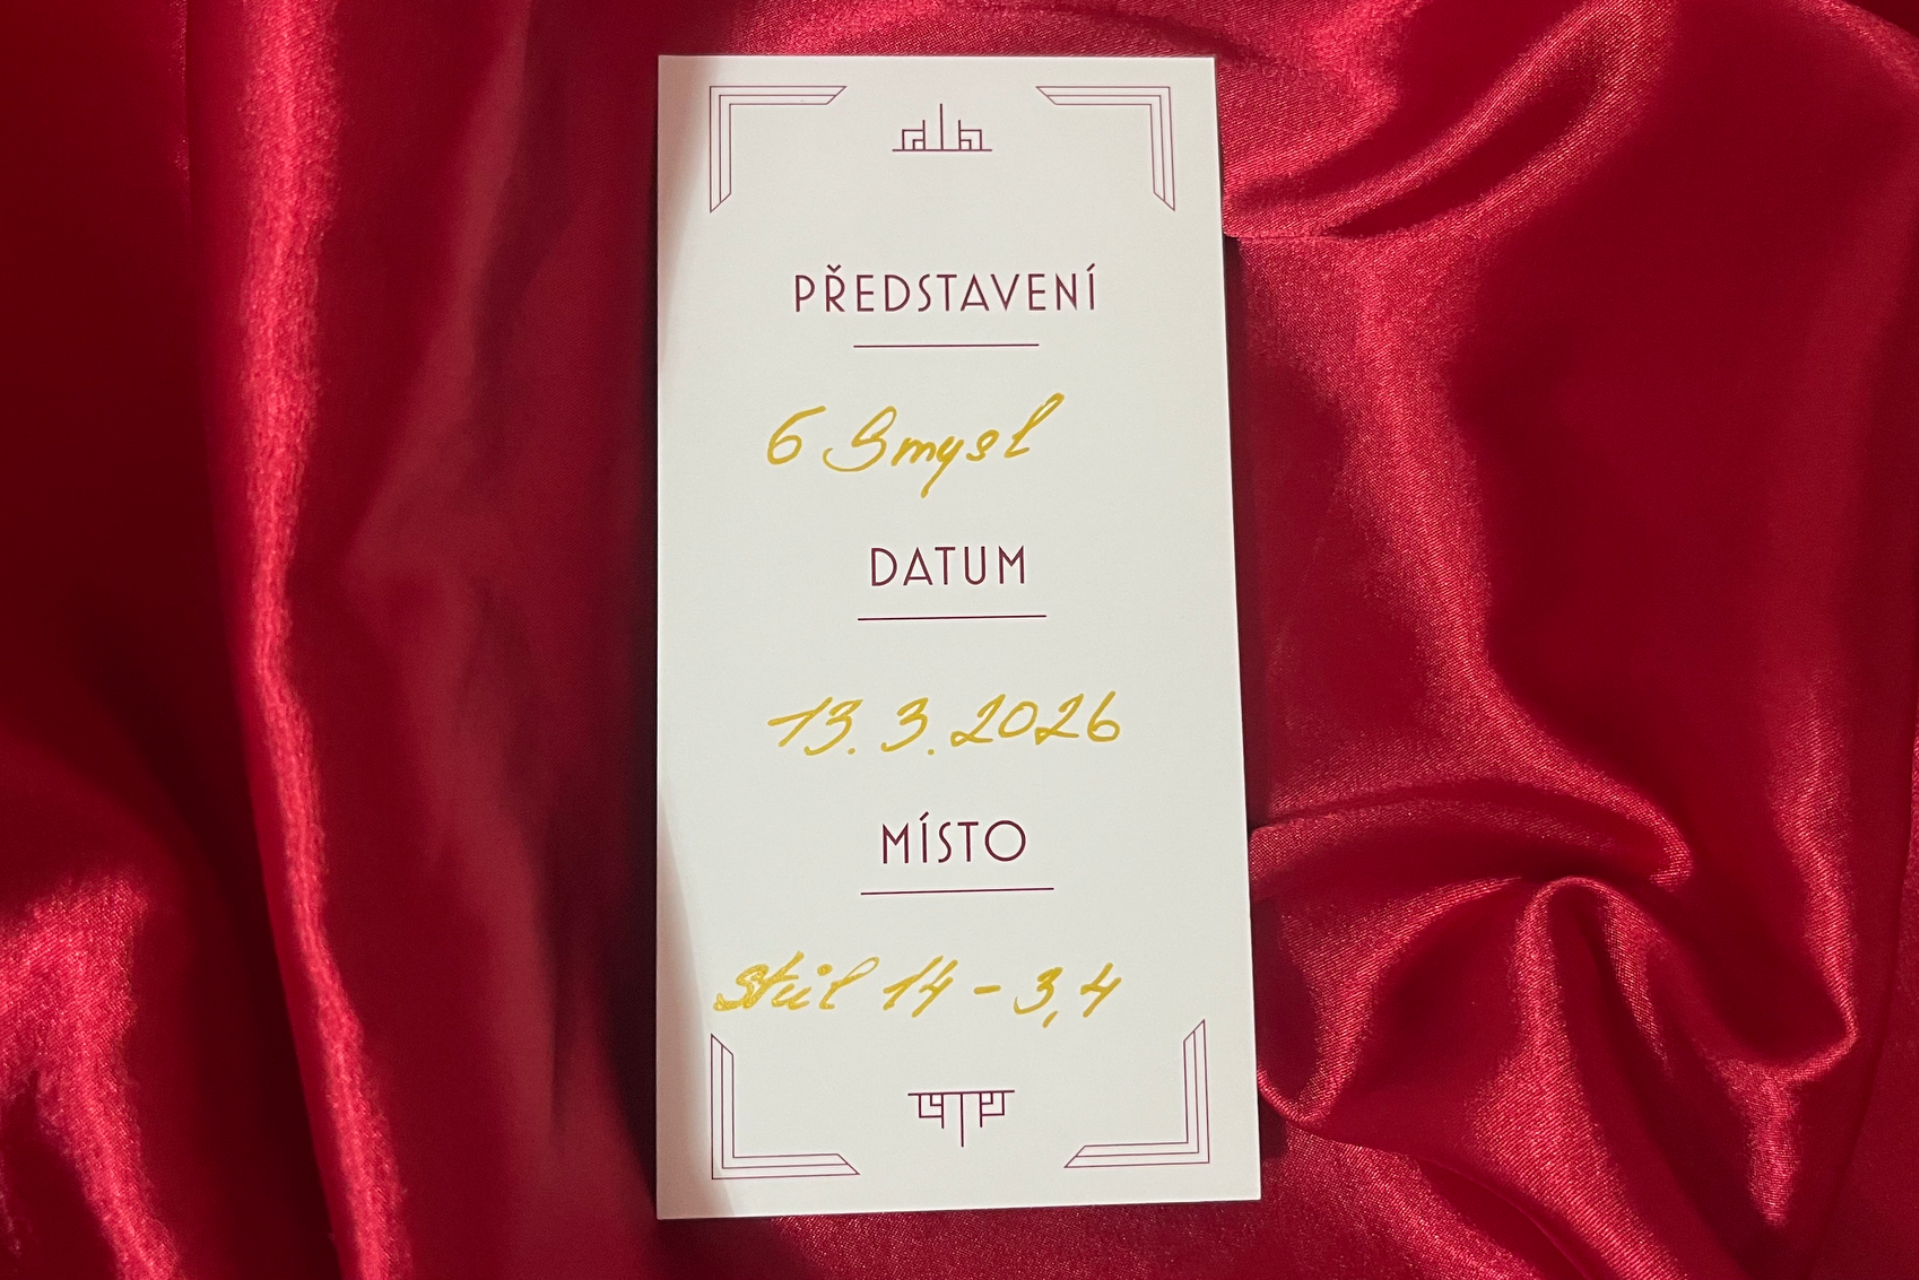 PŘEDSTAVENÍ
6 Smysl
DATUM
13. 3. 2026
MÍSTO
Stůl 14 - 3,4